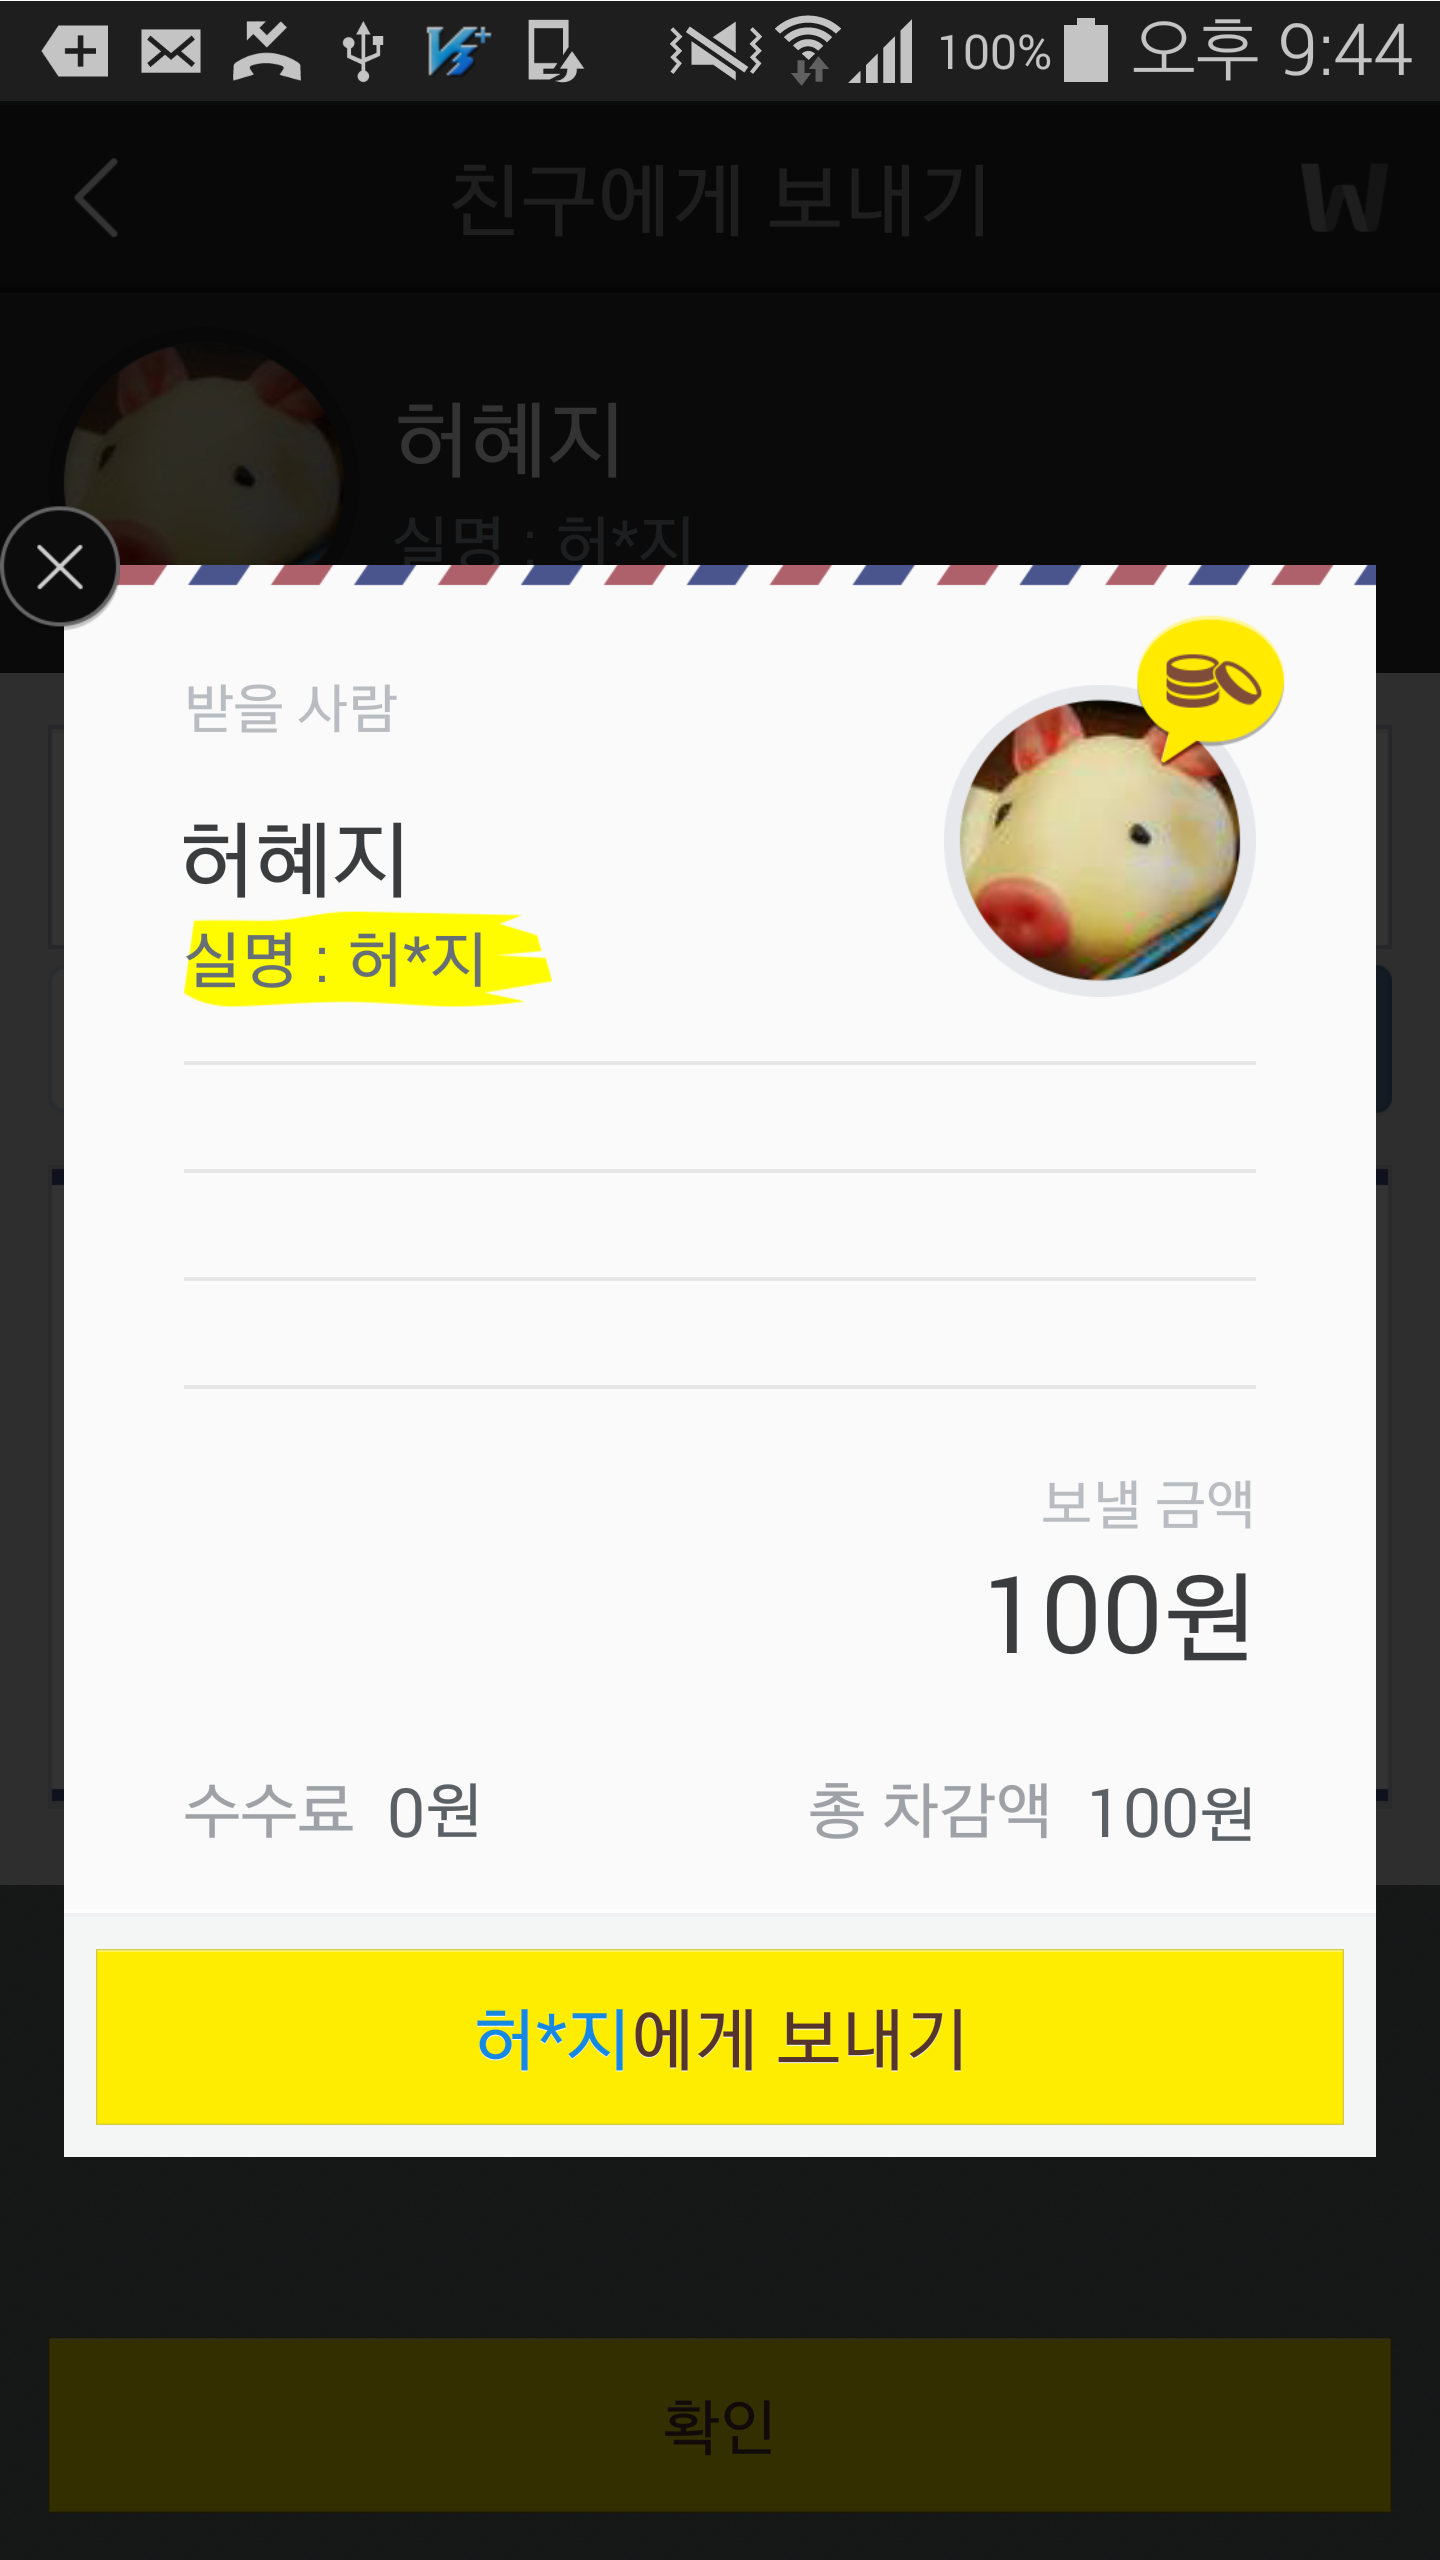 100% 오후 9:44
친구에게 보내기 W
허혜지
실명 : 허*지
받을 사람
허혜지
실명 : 허*지
보낼 금액
100원
수수료 0원 총 차감액 100원
허*지에게 보내기
확인